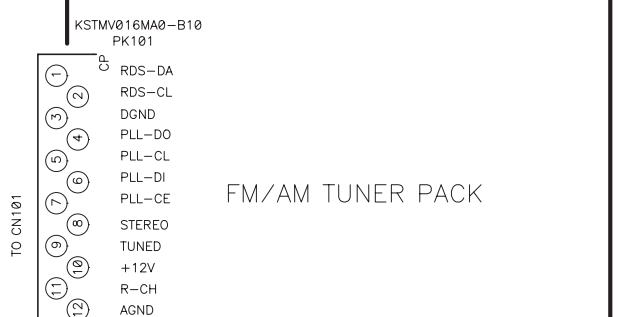 KSTMV016MA0-B10
PK101
CP
1 RDS-DA
2 RDS-CL
3 DGND
4 PLL-DO
5 PLL-CL
6 PLL-DI
7 PLL-CE
8 STEREO
9 TUNED
10 +12V
11 R-CH
12 AGND
TO CN101
FM/AM TUNER PACK